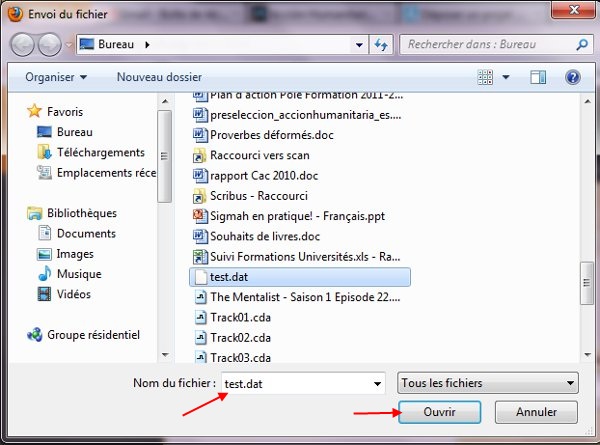 Envoi du fichier
Bureau
Rechercher dans : Bureau
Organiser
Nouveau dossier
Favoris
Bureau
Téléchargements
Emplacements réce
Bibliothèques
Documents
Images
Musique
Vidéos
Groupe résidentiel
Plan d'action Pole Formation 2011-2...
preseleccion_accionhumanitaria_es....
Proverbes déformés.doc
Raccourci vers scan
rapport Cac 2010.doc
Scribus - Raccourci
Sigmah en pratique! - Français.ppt
Souhaits de livres.doc
Suivi Formations Universités.xls - Ra...
test.dat
The Mentalist - Saison 1 Episode 22....
Track01.cda
Track02.cda
Track03.cda
Nom du fichier : test.dat
Tous les fichiers
Ouvrir
Annuler